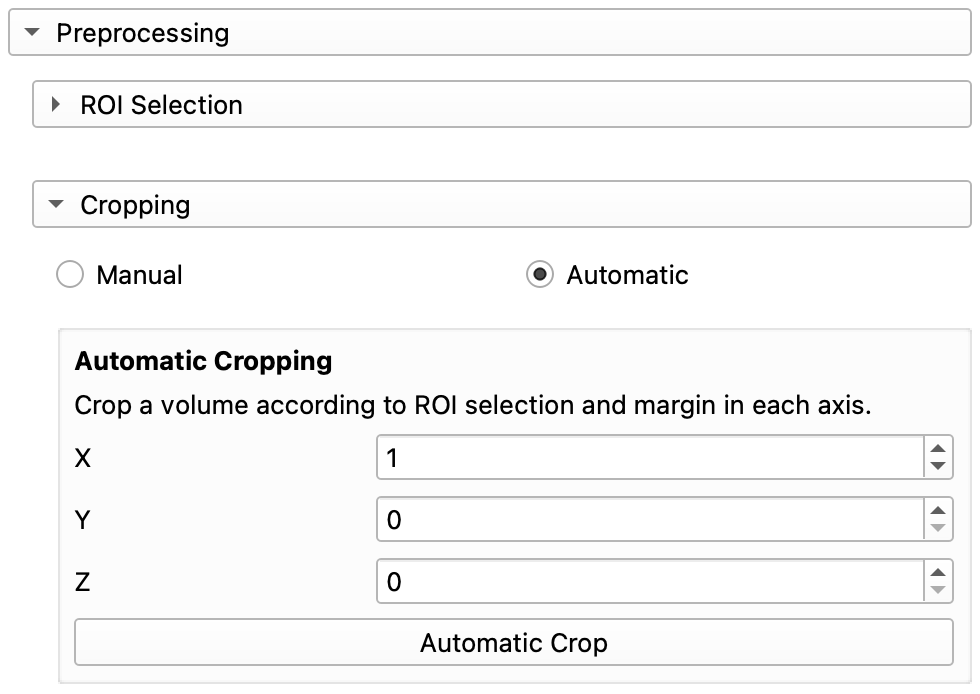 Preprocessing
ROI Selection
Cropping
Manual Automatic
Automatic Cropping
Crop a volume according to ROI selection and margin in each axis.
X 1
Y 0
Z 0
Automatic Crop